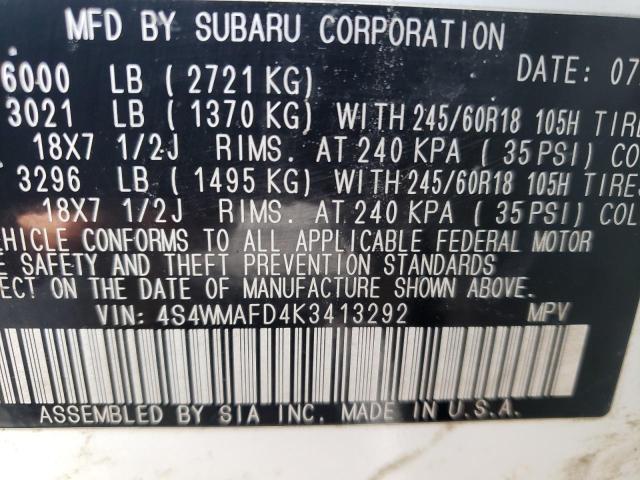 MFD BY SUBARU CORPORATION
6000 LB ( 2721 KG) DATE: 07
3021 LB ( 1370 KG) WITH 245/60R18 105H TIRE
18X7 1/2J RIMS. AT 240 KPA ( 35 PSI) CO
3296 LB ( 1495 KG) WITH 245/60R18 105H TIRE
18X7 1/2J RIMS. AT 240 KPA ( 35 PSI) COL
VEHICLE CONFORMS TO ALL APPLICABLE FEDERAL MOTOR
SAFETY AND THEFT PREVENTION STANDARDS
ECT ON THE DATE OF MANUFACTURE SHOWN ABOVE.
VIN: 4S4WMAFD4K3413292 MPV
ASSEMBLED BY SIA INC. MADE IN U.S.A.